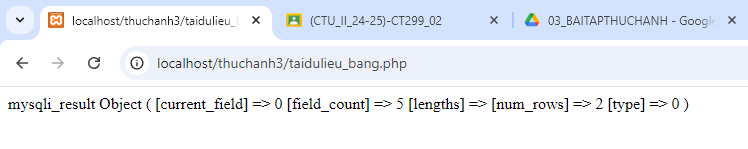 localhost/thuchanh3/taidulieu_
(CTU_II_24-25)-CT299_02
03_BAITAPTHUCHANH - Google
localhost/thuchanh3/taidulieu_bang.php
mysqli_result Object ( [current_field] => 0 [field_count] => 5 [lengths] => [num_rows] => 2 [type] => 0 )